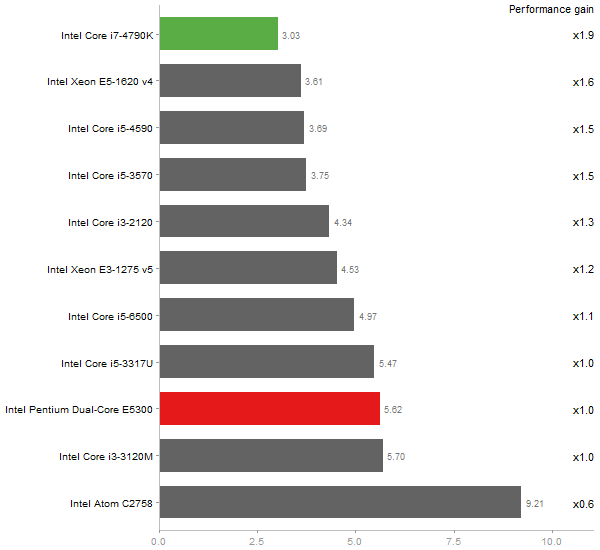 Performance gain
Intel Core i7-4790K 3.03 x1.9
Intel Xeon E5-1620 v4 3.61 x1.6
Intel Core i5-4590 3.69 x1.5
Intel Core i5-3570 3.75 x1.5
Intel Core i3-2120 4.34 x1.3
Intel Xeon E3-1275 v5 4.53 x1.2
Intel Core i5-6500 4.97 x1.1
Intel Core i5-3317U 5.47 x1.0
Intel Pentium Dual-Core E5300 5.62 x1.0
Intel Core i3-3120M 5.70 x1.0
Intel Atom C2758 9.21 x0.6
0.0 2.5 5.0 7.5 10.0